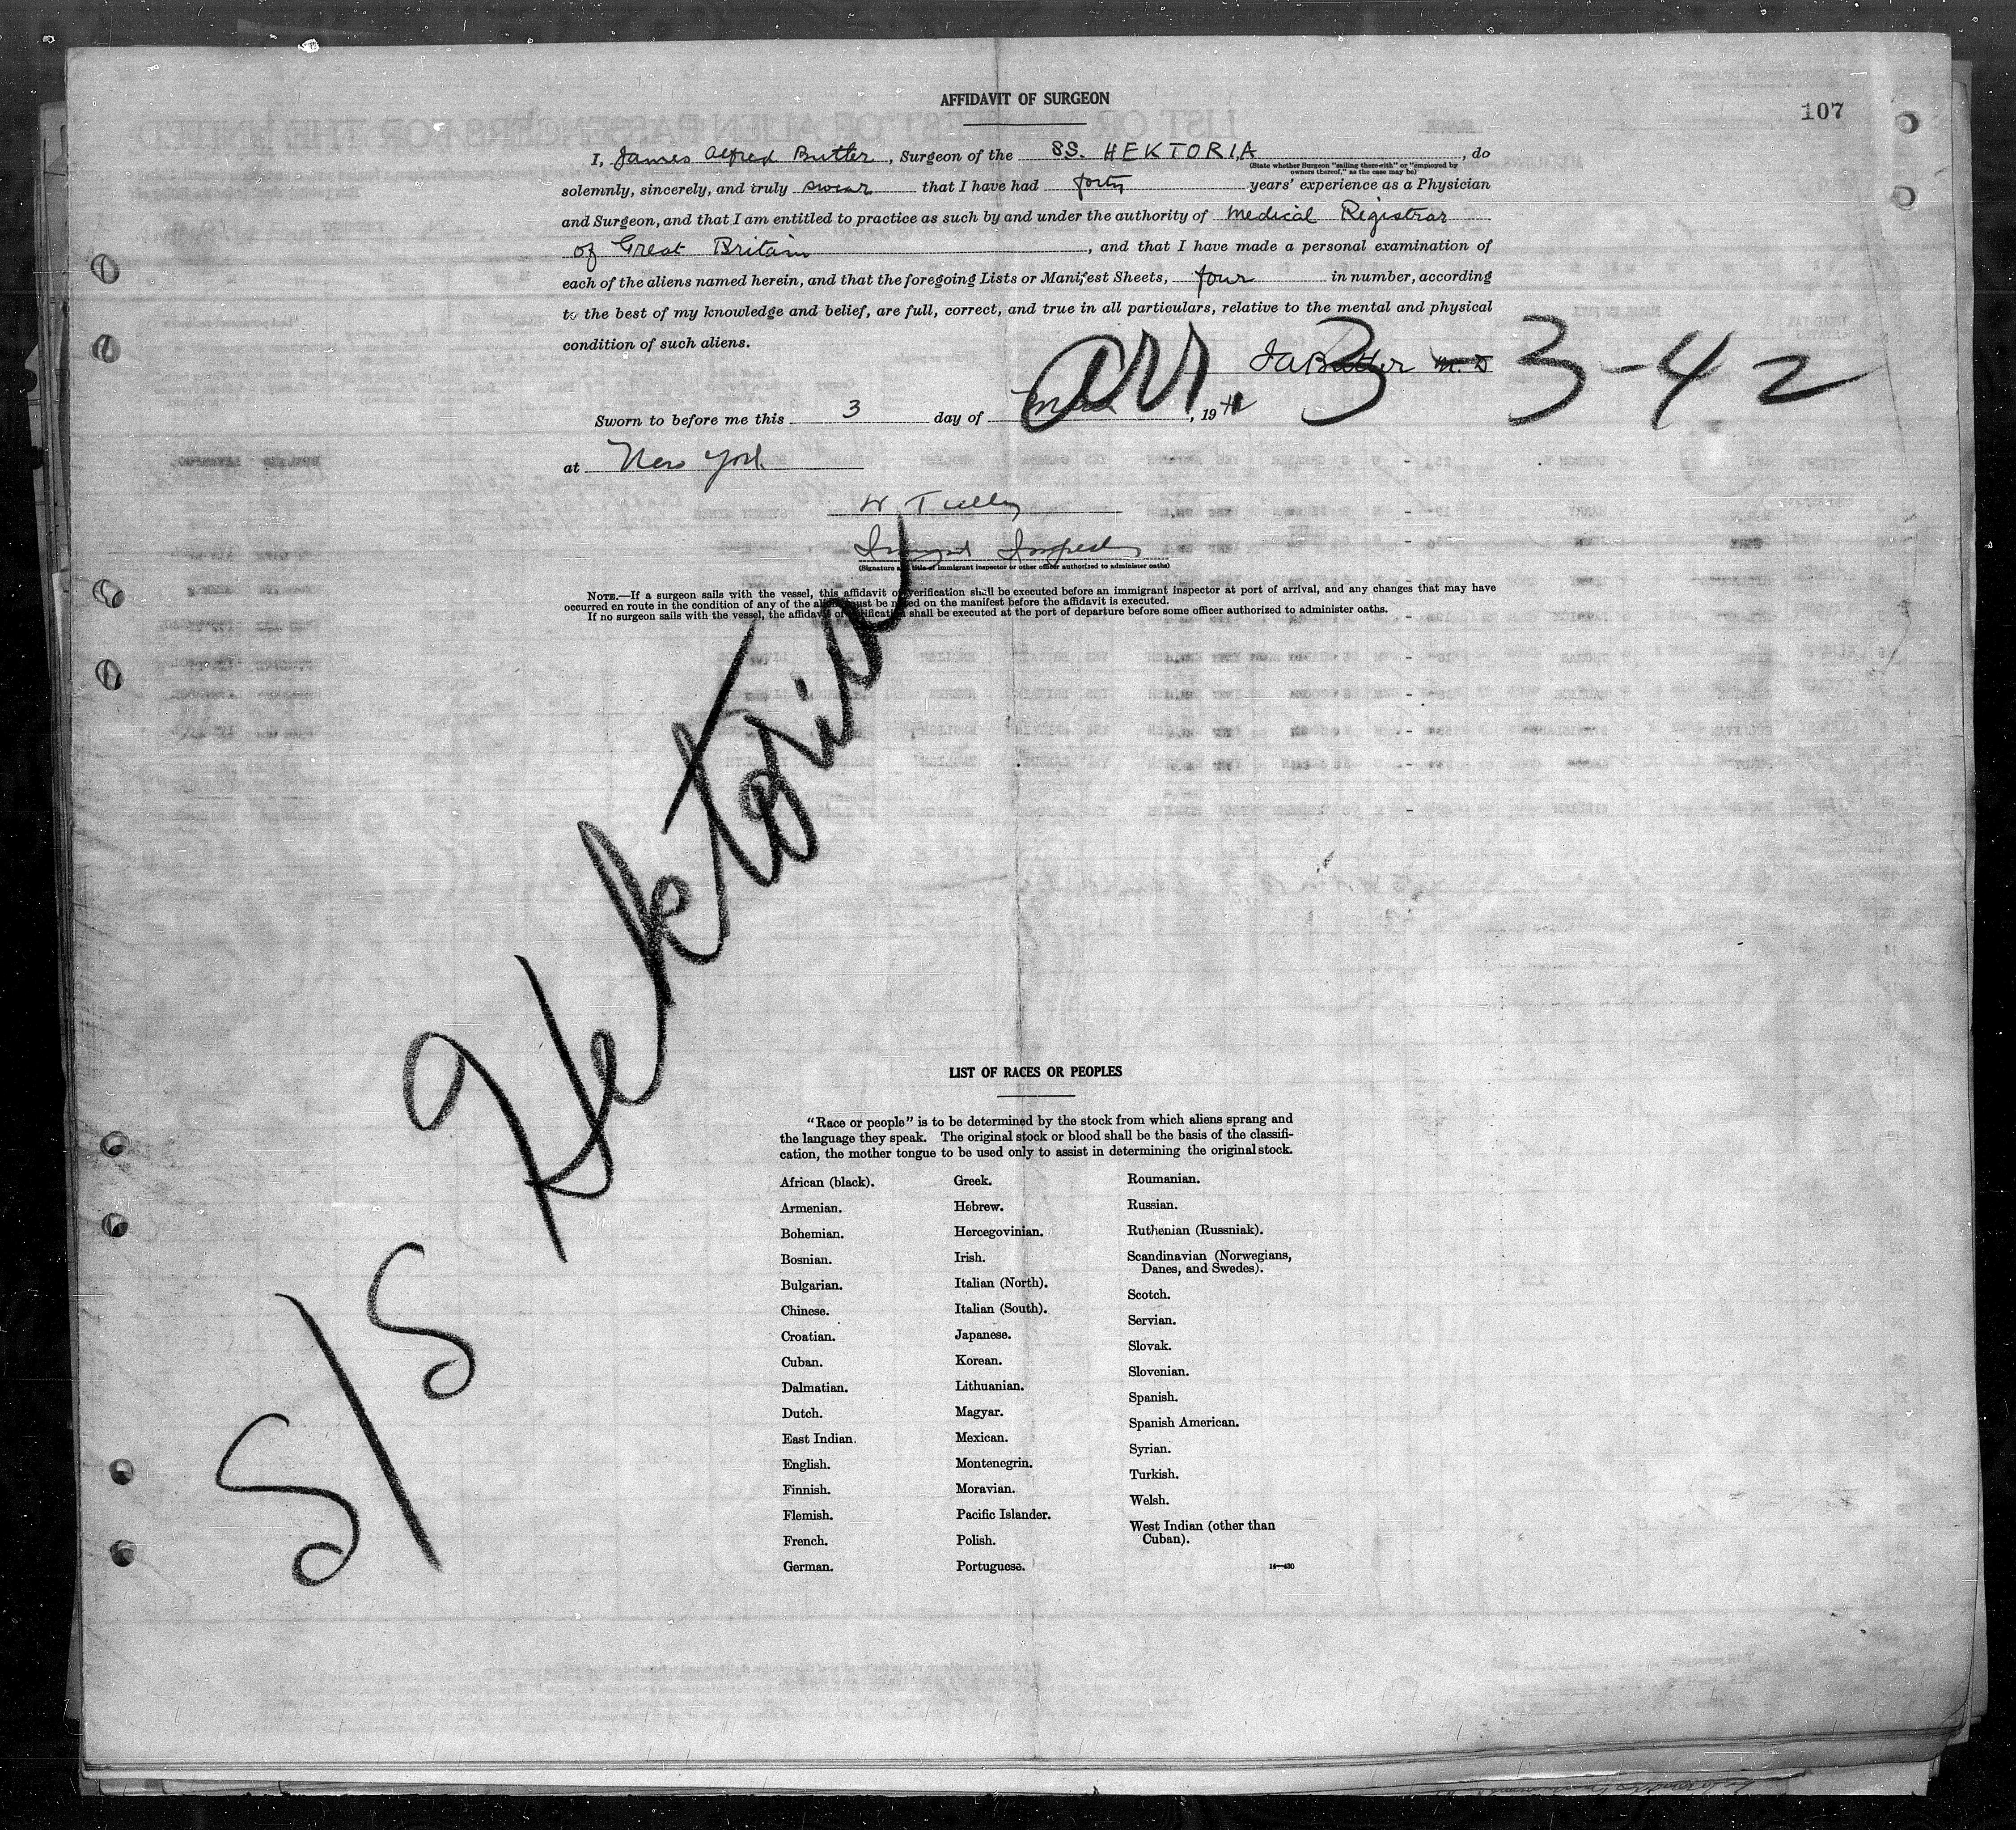 AFFIDAVIT OF SURGEON
107
I, James Alfred Butler, Surgeon of the SS. HEKTORIA, do
(State whether Surgeon "sailing therewith" or "employed by
owners thereof," as the case may be)
solemnly, sincerely, and truly swear that I have had forty years' experience as a Physician
and Surgeon, and that I am entitled to practice as such by and under the authority of Medical Registrar
of Great Britain, and that I have made a personal examination of
each of the aliens named herein, and that the foregoing Lists or Manifest Sheets, four in number, according
to the best of my knowledge and belief, are full, correct, and true in all particulars, relative to the mental and physical
condition of such aliens.
JA Butler M.D
arr. 3 3-42
Sworn to before me this 3 day of March, 1942
at New York
W Tully
Immigrant Inspector
(Signature and title of immigrant inspector or other officer authorized to administer oaths)
NOTE.—If a surgeon sails with the vessel, this affidavit of verification shall be executed before an immigrant inspector at port of arrival, and any changes that may have
occurred en route in the condition of any of the aliens must be noted on the manifest before the affidavit is executed.
If no surgeon sails with the vessel, the affidavit of verification shall be executed at the port of departure before some officer authorized to administer oaths.
S/S Hektoria
LIST OF RACES OR PEOPLES
"Race or people" is to be determined by the stock from which aliens sprang and
the language they speak. The original stock or blood shall be the basis of the classifi-
cation, the mother tongue to be used only to assist in determining the original stock.
African (black).
Armenian.
Bohemian.
Bosnian.
Bulgarian.
Chinese.
Croatian.
Cuban.
Dalmatian.
Dutch.
East Indian.
English.
Finnish.
Flemish.
French.
German.
Greek.
Hebrew.
Hercegovinian.
Irish.
Italian (North).
Italian (South).
Japanese.
Korean.
Lithuanian.
Magyar.
Mexican.
Montenegrin.
Moravian.
Pacific Islander.
Polish.
Portuguese.
Roumanian.
Russian.
Ruthenian (Russniak).
Scandinavian (Norwegians,
Danes, and Swedes).
Scotch.
Servian.
Slovak.
Slovenian.
Spanish.
Spanish American.
Syrian.
Turkish.
Welsh.
West Indian (other than
Cuban).
14—430